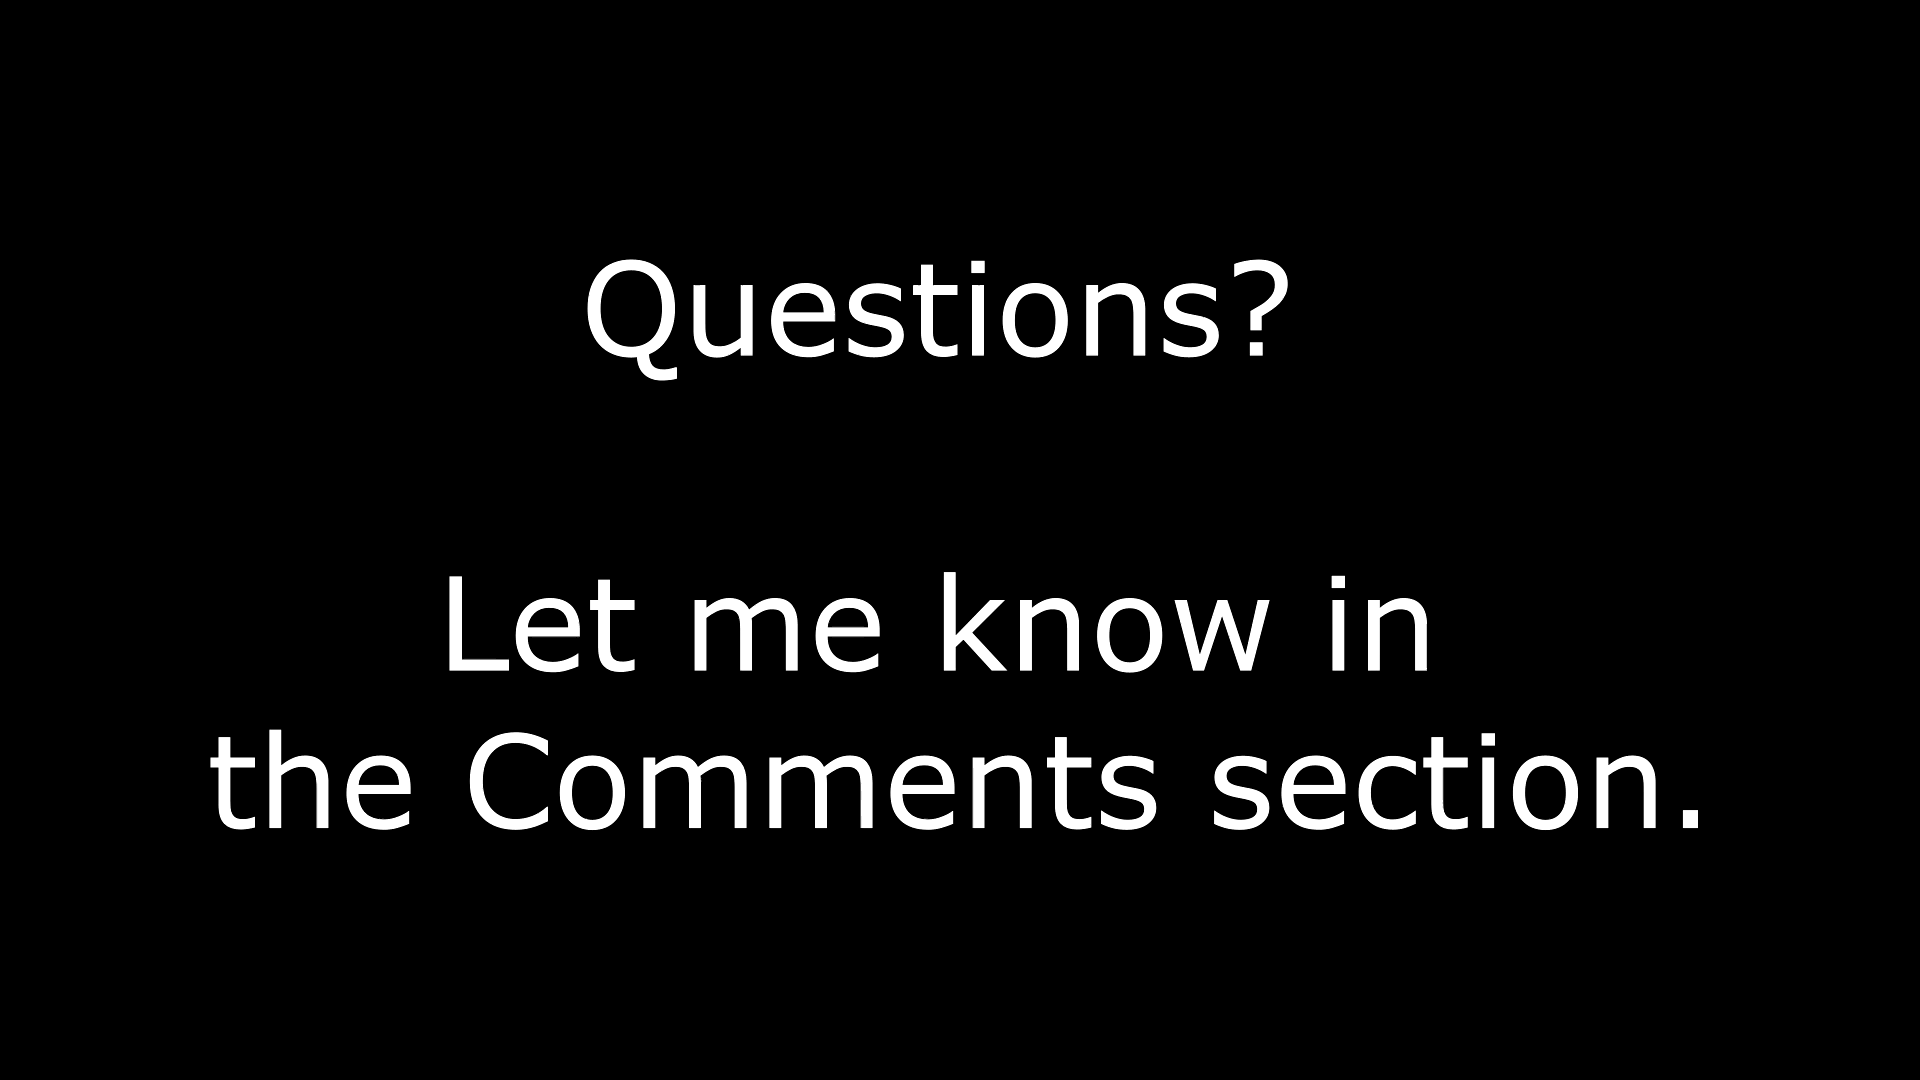 Questions?
Let me know in
the Comments section.